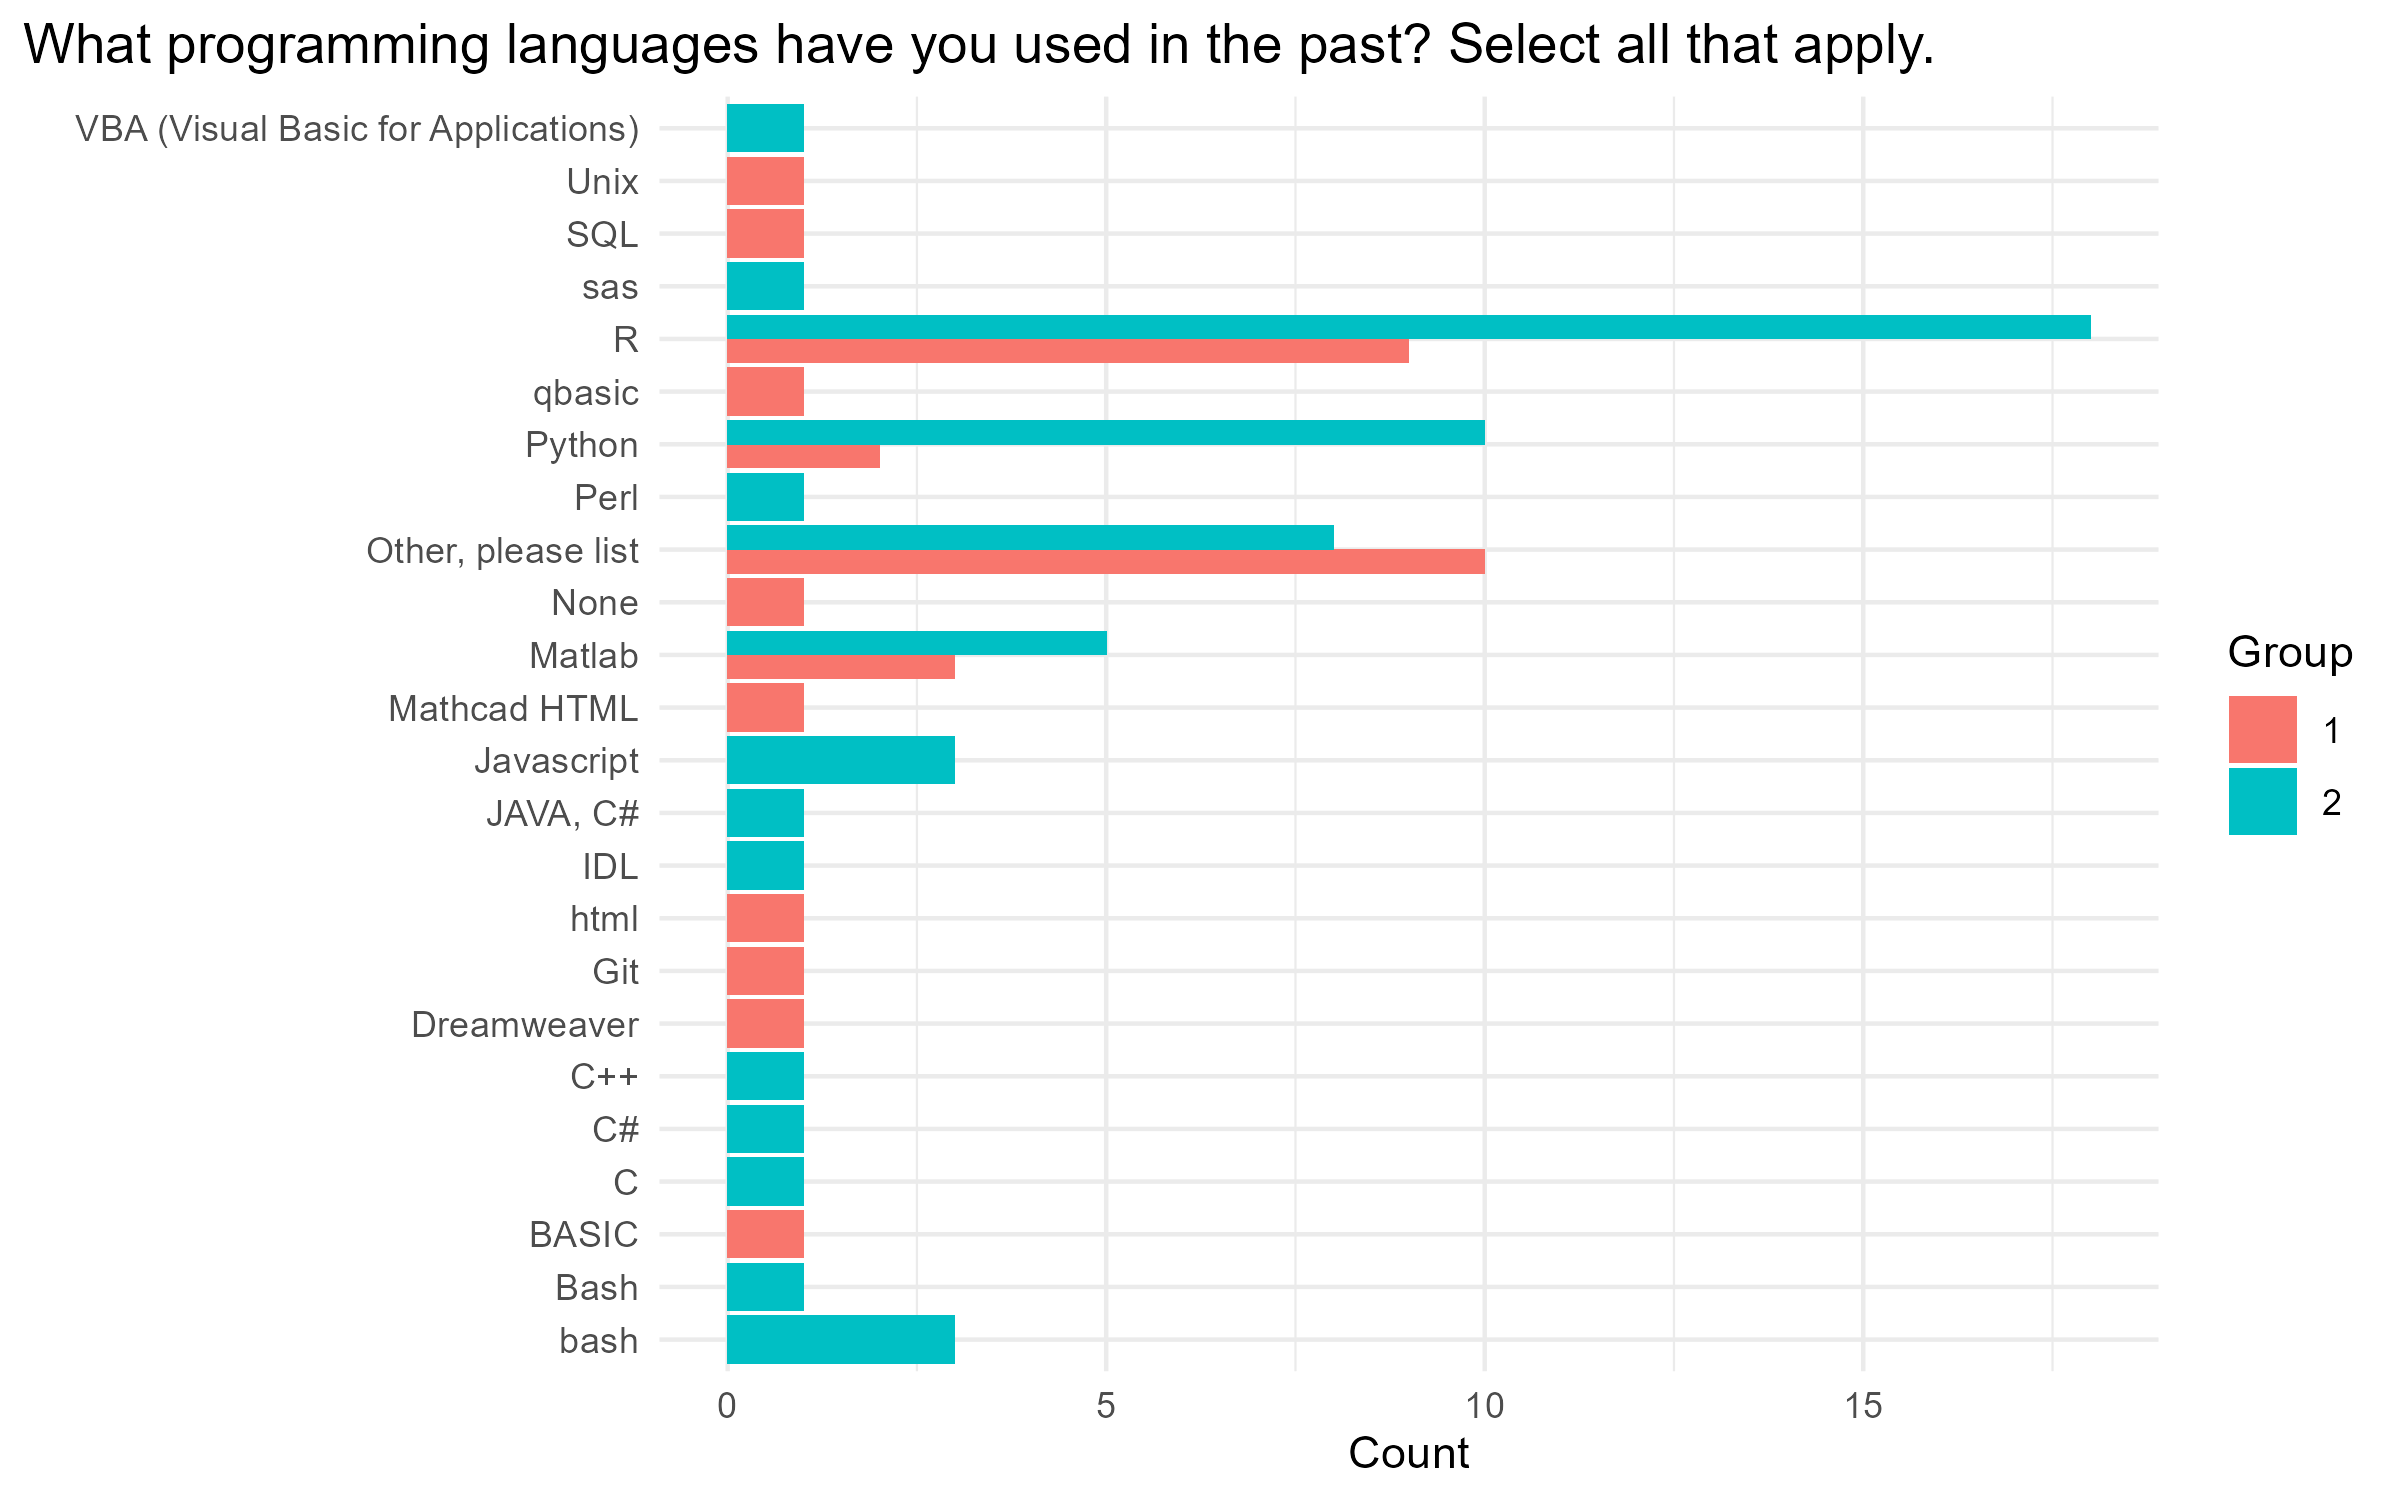 What programming languages have you used in the past? Select all that apply.
VBA (Visual Basic for Applications)
Unix
SQL
sas
R
qbasic
Python
Perl
Other, please list
None
Matlab
Mathcad HTML
Javascript
JAVA, C#
IDL
html
Git
Dreamweaver
C++
C#
C
BASIC
Bash
bash
0 5 10 15
Count
Group
1
2